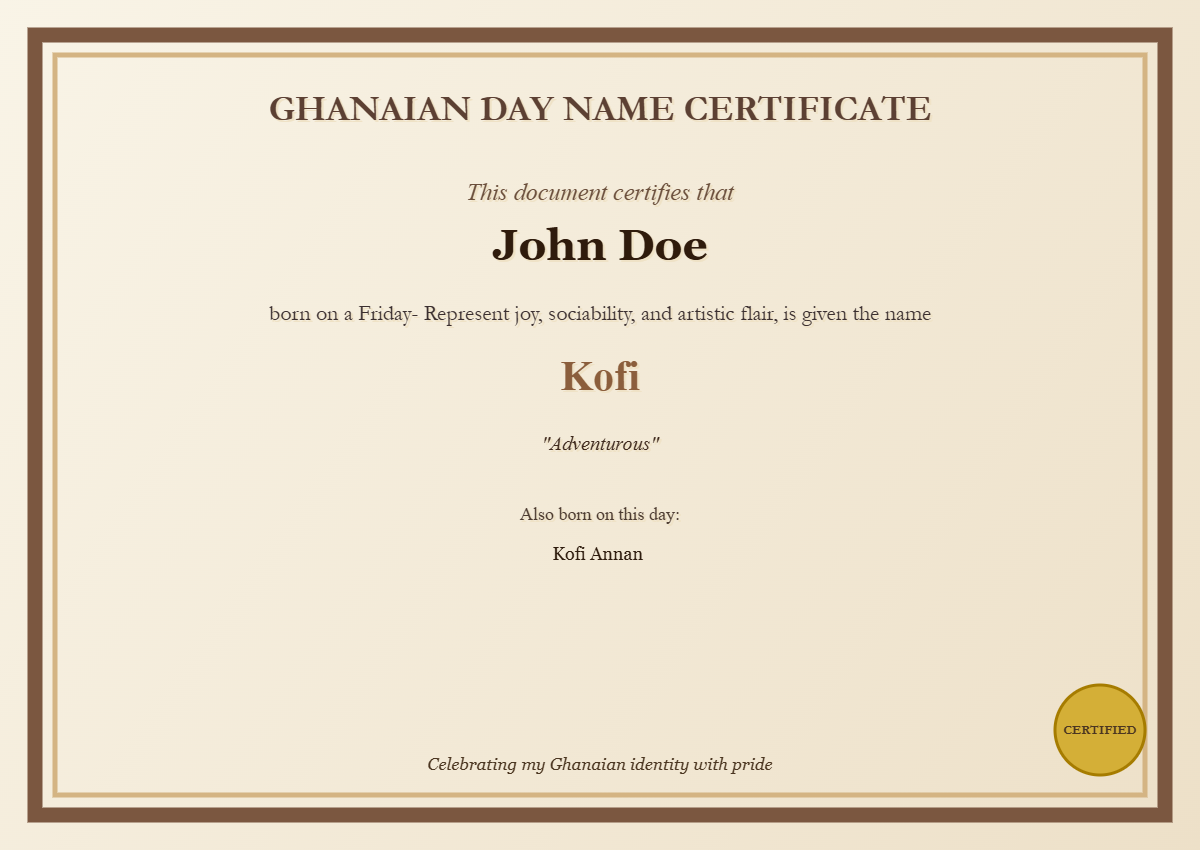 GHANAIAN DAY NAME CERTIFICATE
This document certifies that
John Doe
born on a Friday- Represent joy, sociability, and artistic flair, is given the name
Kofi
"Adventurous"
Also born on this day:
Kofi Annan
CERTIFIED
Celebrating my Ghanaian identity with pride